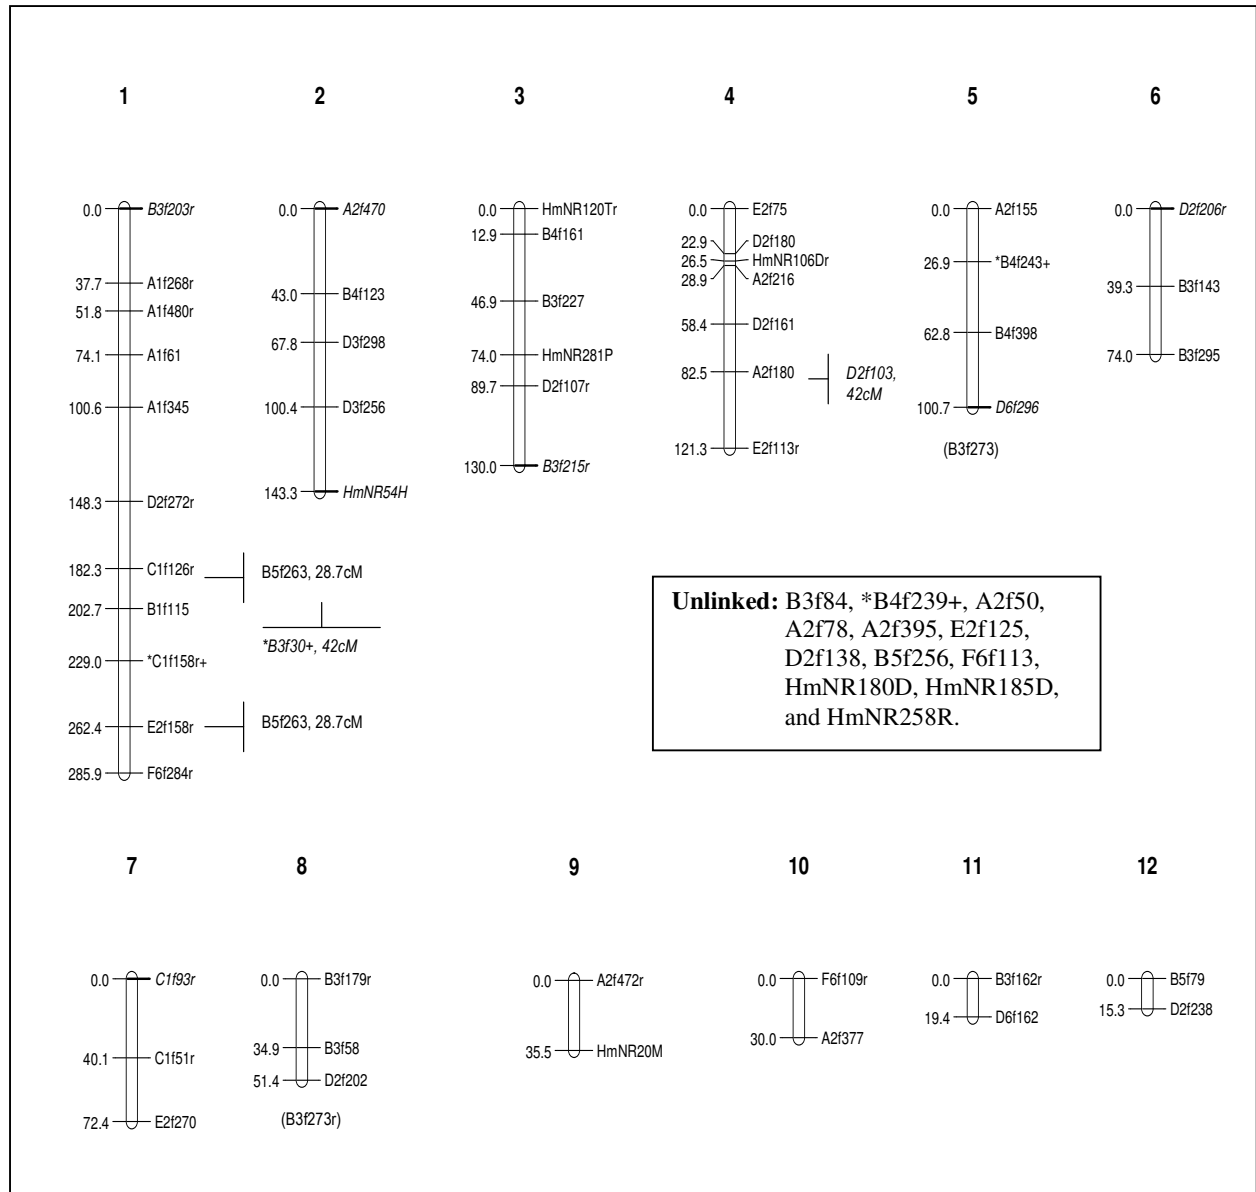 1 2 3 4 5 6
0.0 B3f203r
37.7 A1f268r
51.8 A1f480r
74.1 A1f61
100.6 A1f345
148.3 D2f272r
182.3 C1f126r
202.7 B1f115
229.0 *C1f158r+
262.4 E2f158r
285.9 F6f284r
B5f263, 28.7cM
*B3f30+, 42cM
B5f263, 28.7cM
0.0 A2f470
43.0 B4f123
67.8 D3f298
100.4 D3f256
143.3 HmNR54H
0.0 HmNR120Tr
12.9 B4f161
46.9 B3f227
74.0 HmNR281P
89.7 D2f107r
130.0 B3f215r
0.0 E2f75
22.9 D2f180
26.5 HmNR106Dr
28.9 A2f216
58.4 D2f161
82.5 A2f180
121.3 E2f113r
D2f103,
42cM
0.0 A2f155
26.9 *B4f243+
62.8 B4f398
100.7 D6f296
(B3f273)
0.0 D2f206r
39.3 B3f143
74.0 B3f295
Unlinked: B3f84, *B4f239+, A2f50,
A2f78, A2f395, E2f125,
D2f138, B5f256, F6f113,
HmNR180D, HmNR185D,
and HmNR258R.
7 8 9 10 11 12
0.0 C1f93r
40.1 C1f51r
72.4 E2f270
0.0 B3f179r
34.9 B3f58
51.4 D2f202
(B3f273r)
0.0 A2f472r
35.5 HmNR20M
0.0 F6f109r
30.0 A2f377
0.0 B3f162r
19.4 D6f162
0.0 B5f79
15.3 D2f238